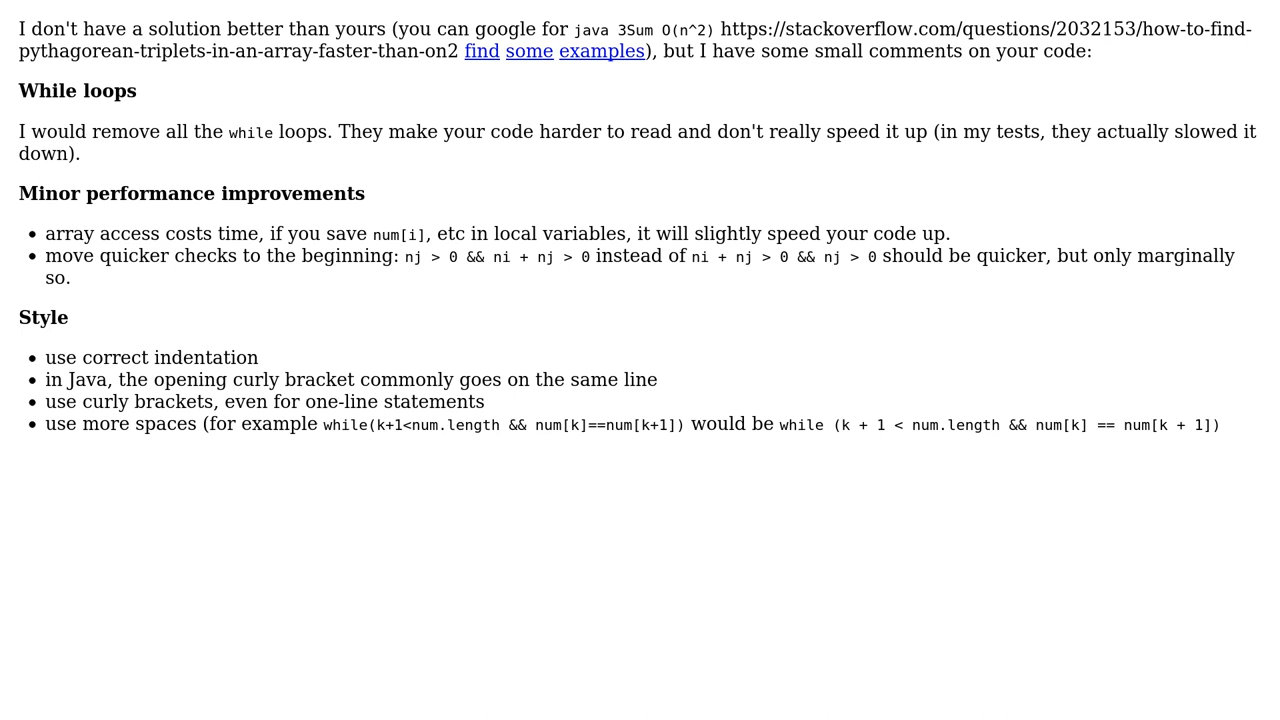 I don't have a solution better than yours (you can google for java 3Sum O(n^2) https://stackoverflow.com/questions/2032153/how-to-find-
pythagorean-triplets-in-an-array-faster-than-on2 find some examples), but I have some small comments on your code:
While loops
I would remove all the while loops. They make your code harder to read and don't really speed it up (in my tests, they actually slowed it
down).
Minor performance improvements
• array access costs time, if you save num[i], etc in local variables, it will slightly speed your code up.
• move quicker checks to the beginning: nj > 0 && ni + nj > 0 instead of ni + nj > 0 && nj > 0 should be quicker, but only marginally
so.
Style
• use correct indentation
• in Java, the opening curly bracket commonly goes on the same line
• use curly brackets, even for one-line statements
• use more spaces (for example while(k+1<num.length && num[k]==num[k+1]) would be while (k + 1 < num.length && num[k] == num[k + 1])